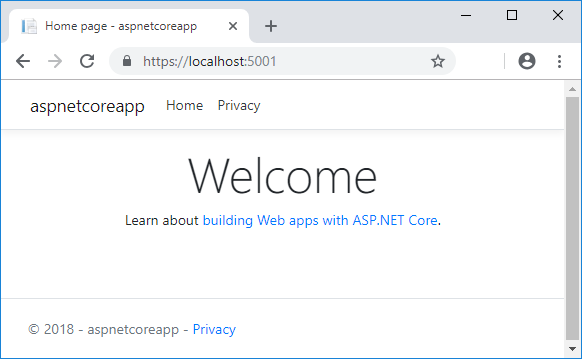 Home page - aspnetcoreapp
https://localhost:5001
aspnetcoreapp Home Privacy
Welcome
Learn about building Web apps with ASP.NET Core.
© 2018 - aspnetcoreapp - Privacy